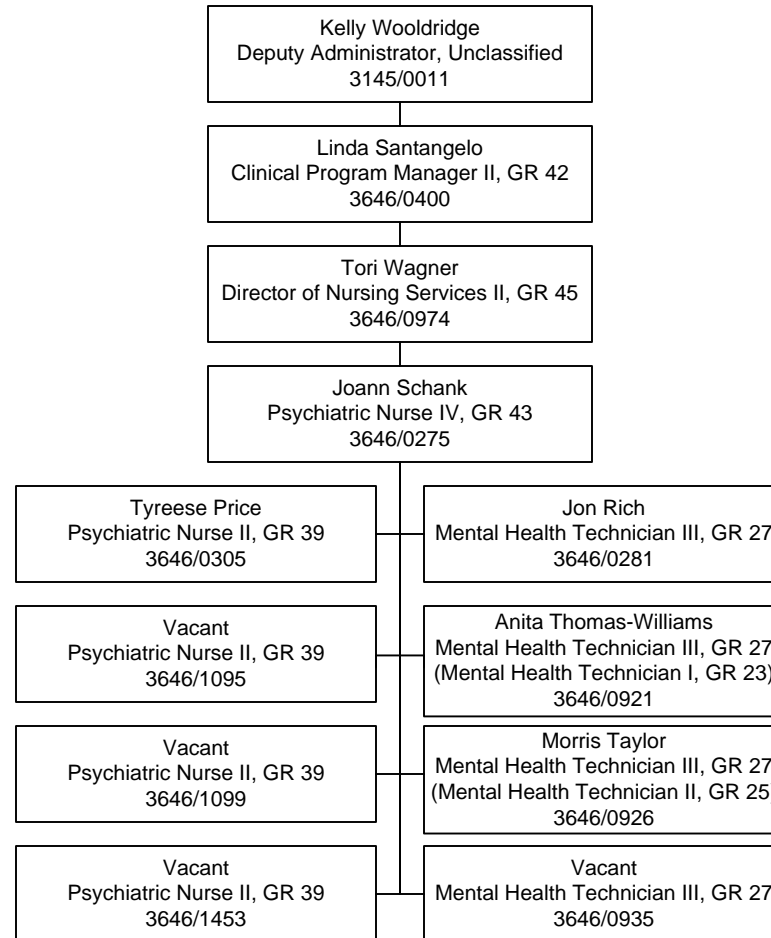 Kelly Wooldridge
Deputy Administrator, Unclassified
3145/0011
Linda Santangelo
Clinical Program Manager II, GR 42
3646/0400
Tori Wagner
Director of Nursing Services II, GR 45
3646/0974
Joann Schank
Psychiatric Nurse IV, GR 43
3646/0275
Tyreese Price
Psychiatric Nurse II, GR 39
3646/0305
Jon Rich
Mental Health Technician III, GR 27
3646/0281
Vacant
Psychiatric Nurse II, GR 39
3646/1095
Anita Thomas-Williams
Mental Health Technician III, GR 27
(Mental Health Technician I, GR 23)
3646/0921
Vacant
Psychiatric Nurse II, GR 39
3646/1099
Morris Taylor
Mental Health Technician III, GR 27
(Mental Health Technician II, GR 25
3646/0926
Vacant
Psychiatric Nurse II, GR 39
3646/1453
Vacant
Mental Health Technician III, GR 27
3646/0935